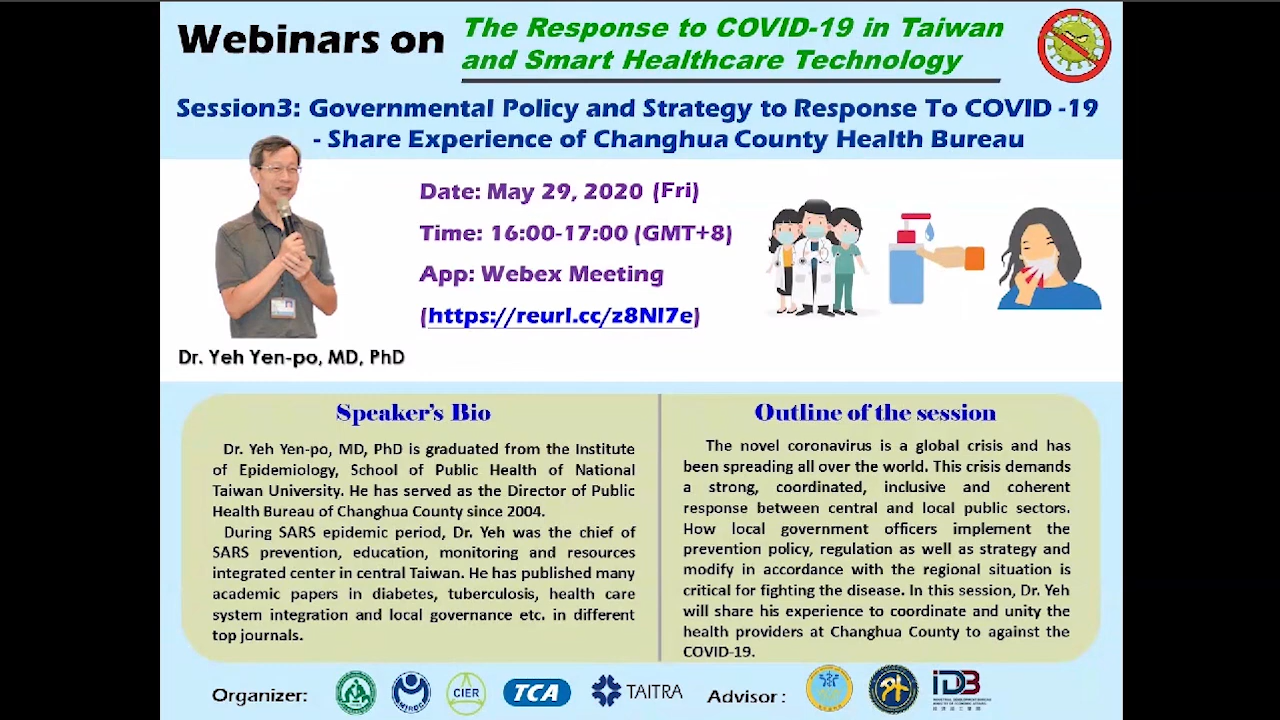 Webinars on
The Response to COVID-19 in Taiwan
and Smart Healthcare Technology
Session3: Governmental Policy and Strategy to Response To COVID -19
- Share Experience of Changhua County Health Bureau
Date: May 29, 2020 (Fri)
Time: 16:00-17:00 (GMT+8)
App: Webex Meeting
(https://reurl.cc/z8Nl7e)
Dr. Yeh Yen-po, MD, PhD
Speaker's Bio
Dr. Yeh Yen-po, MD, PhD is graduated from the Institute
of Epidemiology, School of Public Health of National
Taiwan University. He has served as the Director of Public
Health Bureau of Changhua County since 2004.
During SARS epidemic period, Dr. Yeh was the chief of
SARS prevention, education, monitoring and resources
integrated center in central Taiwan. He has published many
academic papers in diabetes, tuberculosis, health care
system integration and local governance etc. in different
top journals.
Outline of the session
The novel coronavirus is a global crisis and has
been spreading all over the world. This crisis demands
a strong, coordinated, inclusive and coherent
response between central and local public sectors.
How local government officers implement the
prevention policy, regulation as well as strategy and
modify in accordance with the regional situation is
critical for fighting the disease. In this session, Dr. Yeh
will share his experience to coordinate and unity the
health providers at Changhua County to against the
COVID-19.
Organizer:
CIER
TCA
TAITRA
Advisor :
IDB